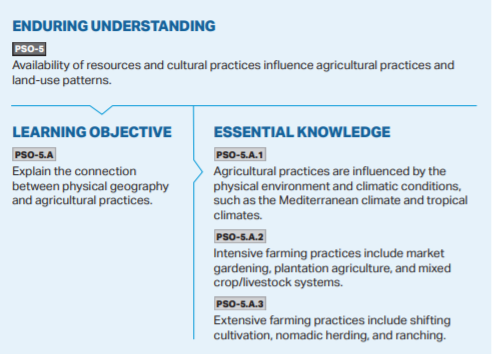 ENDURING UNDERSTANDING
PSO-5
Availability of resources and cultural practices influence agricultural practices and
land-use patterns.
LEARNING OBJECTIVE
PSO-5.A
Explain the connection
between physical geography
and agricultural practices.
ESSENTIAL KNOWLEDGE
PSO-5.A.1
Agricultural practices are influenced by the
physical environment and climatic conditions,
such as the Mediterranean climate and tropical
climates.
PSO-5.A.2
Intensive farming practices include market
gardening, plantation agriculture, and mixed
crop/livestock systems.
PSO-5.A.3
Extensive farming practices include shifting
cultivation, nomadic herding, and ranching.